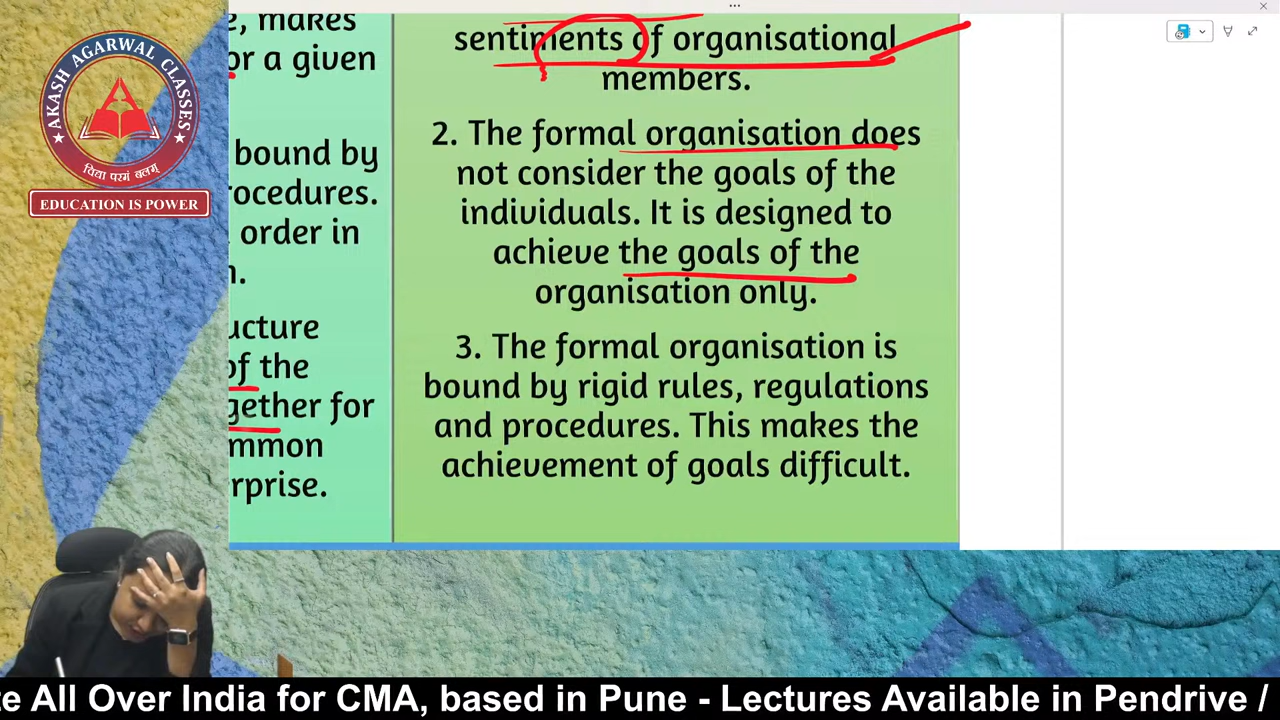 AKASH AGARWAL CLASSES
विद्या परमं बलम्
EDUCATION IS POWER
makes
or a given
bound by
rocedures.
order in
ucture
of the
gether for
mmon
rprise.
sentiments of organisational
members.
2. The formal organisation does
not consider the goals of the
individuals. It is designed to
achieve the goals of the
organisation only.
3. The formal organisation is
bound by rigid rules, regulations
and procedures. This makes the
achievement of goals difficult.
te All Over India for CMA, based in Pune - Lectures Available in Pendrive /